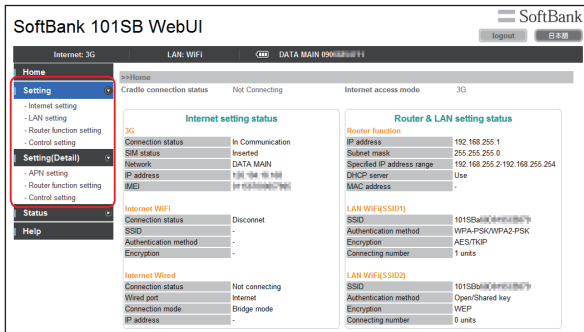 SoftBank 101SB WebUI
SoftBank
logout
日本語
Internet: 3G
LAN: WiFi
DATA MAIN 090
Home
Setting
- Internet setting
- LAN setting
- Router function setting
- Control setting
Setting(Detail)
- APN setting
- Router function setting
- Control setting
Status
Help
>>Home
Cradle connection status Not Connecting Internet access mode 3G
Internet setting status
3G
Connection status In Communication
SIM status Inserted
Network DATA MAIN
IP address
IMEI
Internet WiFi
Connection status Disconnet
SSID -
Authentication method -
Encryption -
Internet Wired
Connection status Not connecting
Wired port Internet
Connection mode Bridge mode
IP address -
Router & LAN setting status
Router function
IP address 192.168.255.1
Subnet mask 255.255.255.0
Specified IP address range 192.168.255.2-192.168.255.254
DHCP server Use
MAC address -
LAN WiFi(SSID1)
SSID 101SBa
Authentication method WPA-PSK/WPA2-PSK
Encryption AES/TKIP
Connecting number 1 units
LAN WiFi(SSID2)
SSID 101SBb
Authentication method Open/Shared key
Encryption WEP
Connecting number 0 units